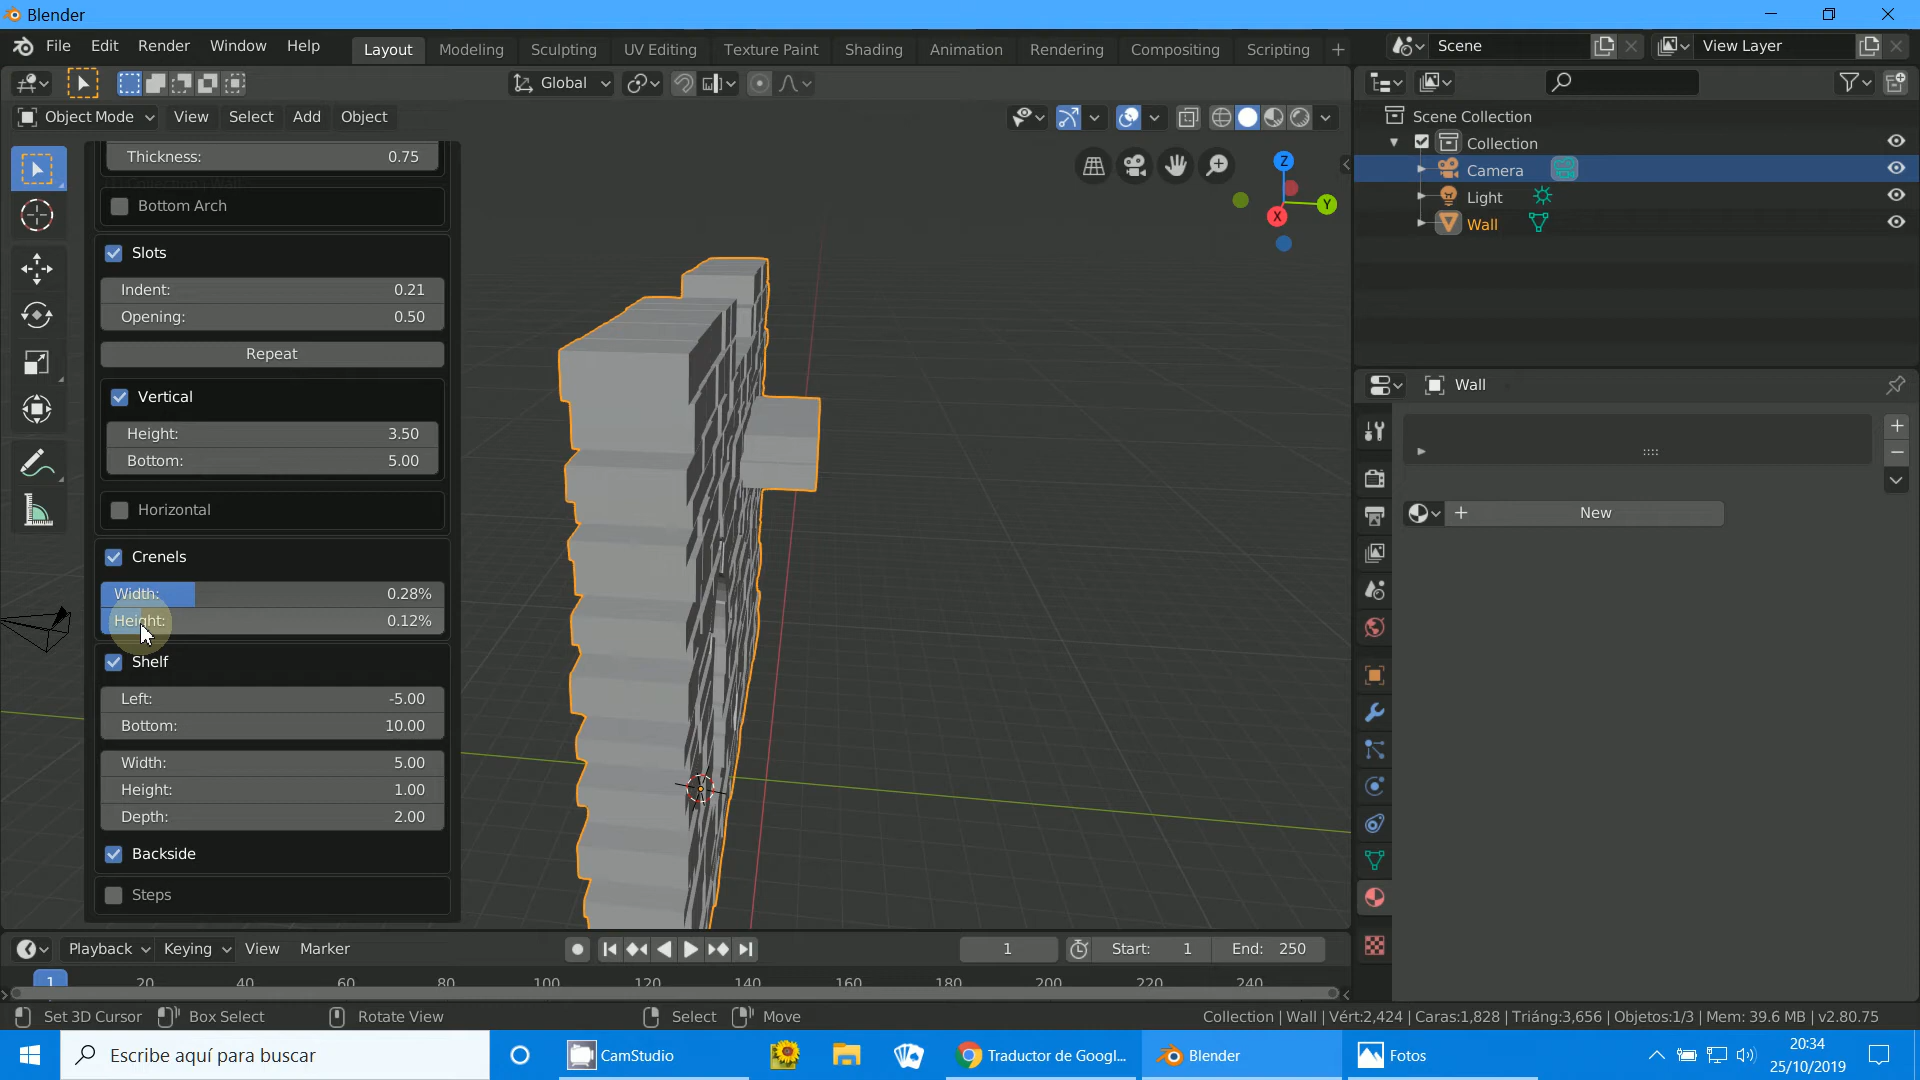 Blender
File Edit Render Window Help
Layout Modeling Sculpting UV Editing Texture Paint Shading Animation Rendering Compositing Scripting +
Scene
View Layer
Global
Object Mode View Select Add Object
Scene Collection
Collection
Camera
Light
Wall
Thickness: 0.75
Bottom Arch
Slots
Indent: 0.21
Opening: 0.50
Repeat
Vertical
Height: 3.50
Bottom: 5.00
Horizontal
Crenels
Width: 0.28%
Height: 0.12%
Shelf
Left: -5.00
Bottom: 10.00
Width: 5.00
Height: 1.00
Depth: 2.00
Backside
Steps
Z
Y
X
Wall
+ New
Playback Keying View Marker
1
Start: 1 End: 250
1 20 40 60 80 100 120 140 160 180 200 220 240
Set 3D Cursor Box Select Rotate View Select Move
Collection | Wall | Vért:2,424 | Caras:1,828 | Triáng:3,656 | Objetos:1/3 | Mem: 39.6 MB | v2.80.75
Escribe aquí para buscar
CamStudio
Traductor de Googl...
Blender
Fotos
20:34
25/10/2019